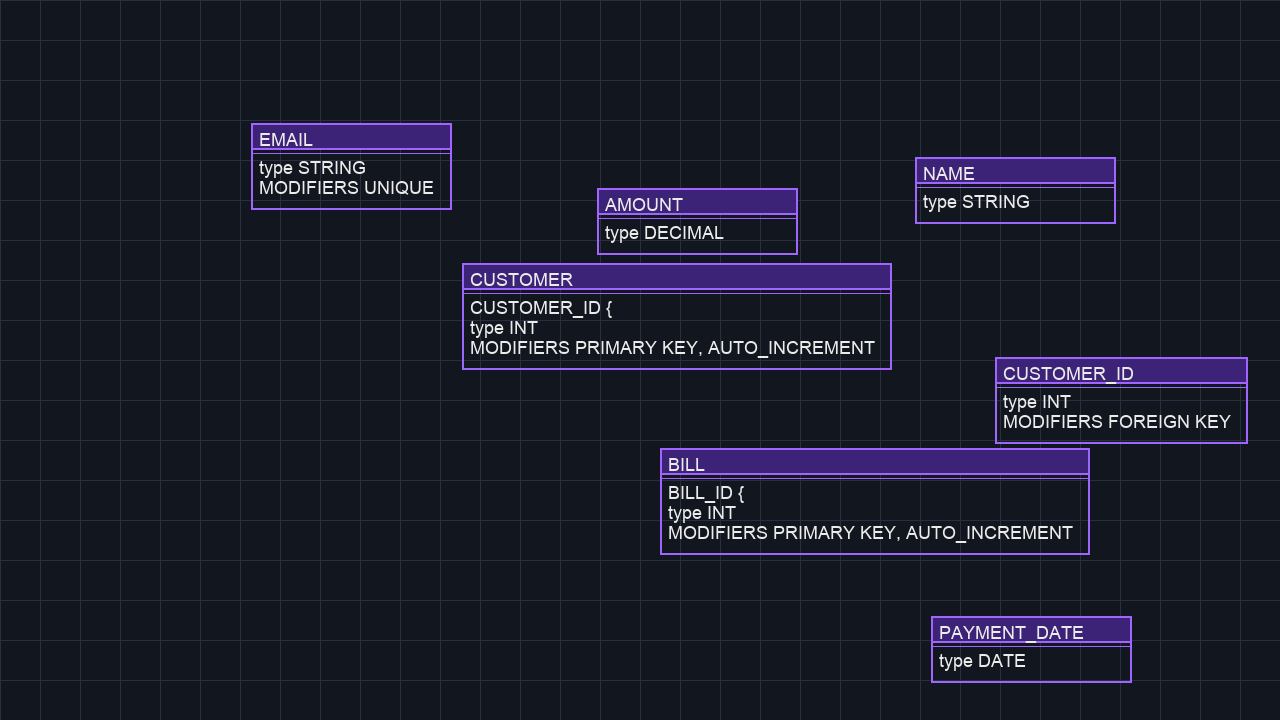 EMAIL
type STRING
MODIFIERS UNIQUE
NAME
type STRING
AMOUNT
type DECIMAL
CUSTOMER
CUSTOMER_ID {
type INT
MODIFIERS PRIMARY KEY, AUTO_INCREMENT
CUSTOMER_ID
type INT
MODIFIERS FOREIGN KEY
BILL
BILL_ID {
type INT
MODIFIERS PRIMARY KEY, AUTO_INCREMENT
PAYMENT_DATE
type DATE